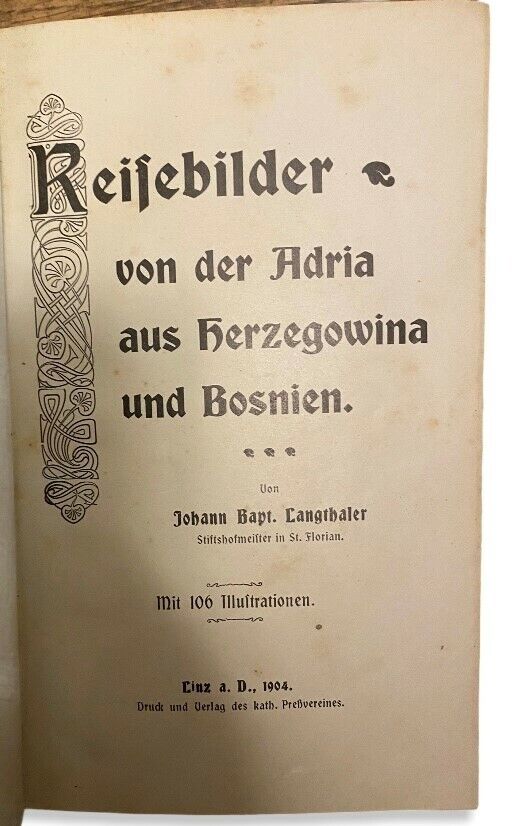 Reiſebilder
von der Adria
aus Herzegowina
und Bosnien.
Von
Johann Bapt. Langthaler
Stiftshofmeiſter in St. Florian.
Mit 106 Illuſtrationen.
Linz a. D., 1904.
Druck und Verlag des kath. Preßvereines.